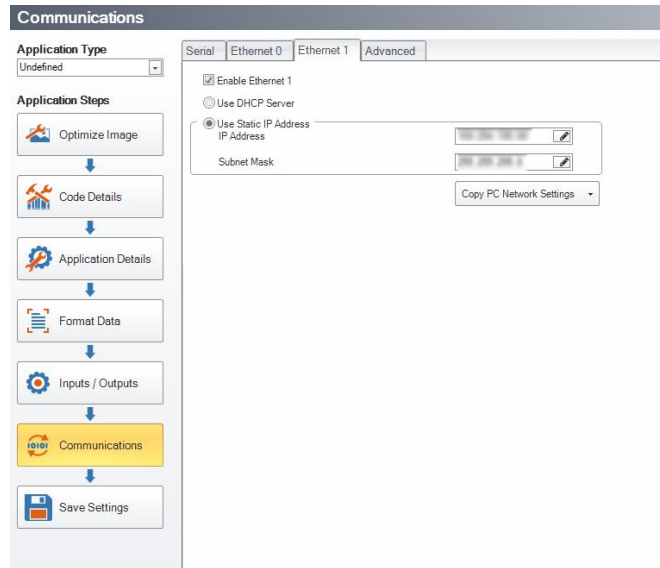 Communications
Application Type
Undefined
Application Steps
Optimize Image
Code Details
Application Details
Format Data
Inputs / Outputs
Communications
Save Settings
Serial Ethernet 0 Ethernet 1 Advanced
Enable Ethernet 1
Use DHCP Server
Use Static IP Address
IP Address
Subnet Mask
Copy PC Network Settings